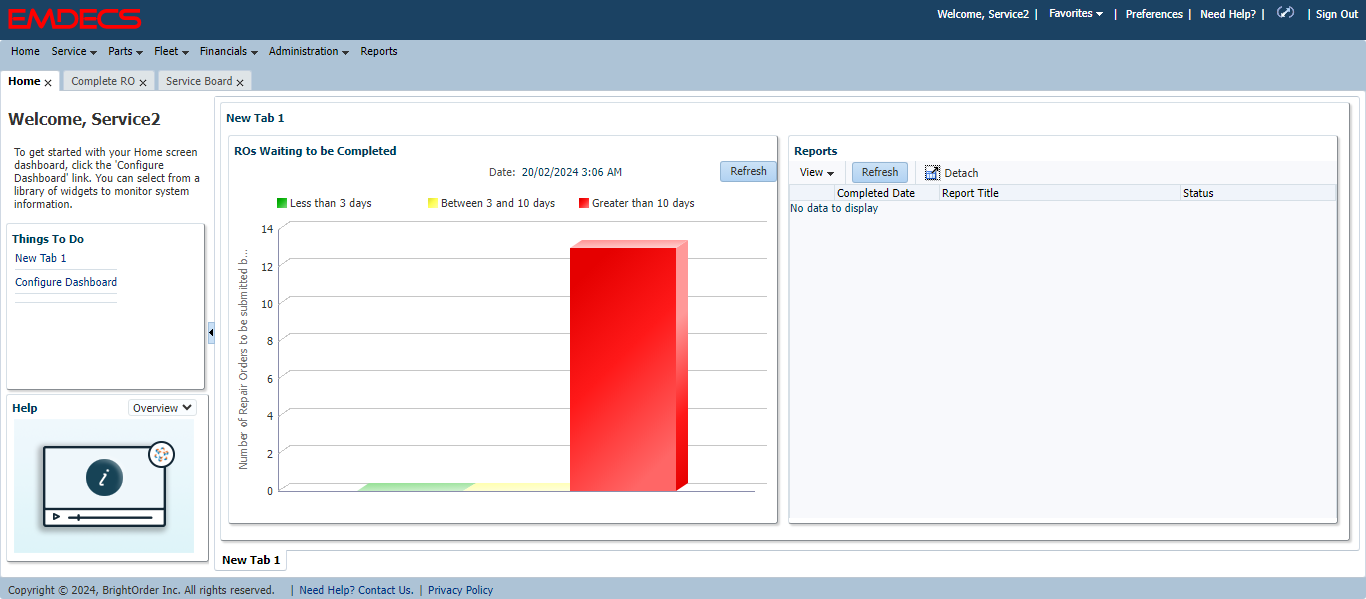 EMDECS
Welcome, Service2 | Favorites | Preferences | Need Help? | | Sign Out
Home Service Parts Fleet Financials Administration Reports
Home Complete RO Service Board
Welcome, Service2
To get started with your Home screen
dashboard, click the 'Configure
Dashboard' link. You can select from a
library of widgets to monitor system
information.
Things To Do
New Tab 1
Configure Dashboard
Help Overview
i
New Tab 1
ROs Waiting to be Completed
Date: 20/02/2024 3:06 AM Refresh
Less than 3 days Between 3 and 10 days Greater than 10 days
Number of Repair Orders to be submitted b...
14
12
10
8
6
4
2
0
Reports
View Refresh Detach
Completed Date Report Title Status
No data to display
New Tab 1
Copyright © 2024, BrightOrder Inc. All rights reserved. | Need Help? Contact Us. | Privacy Policy